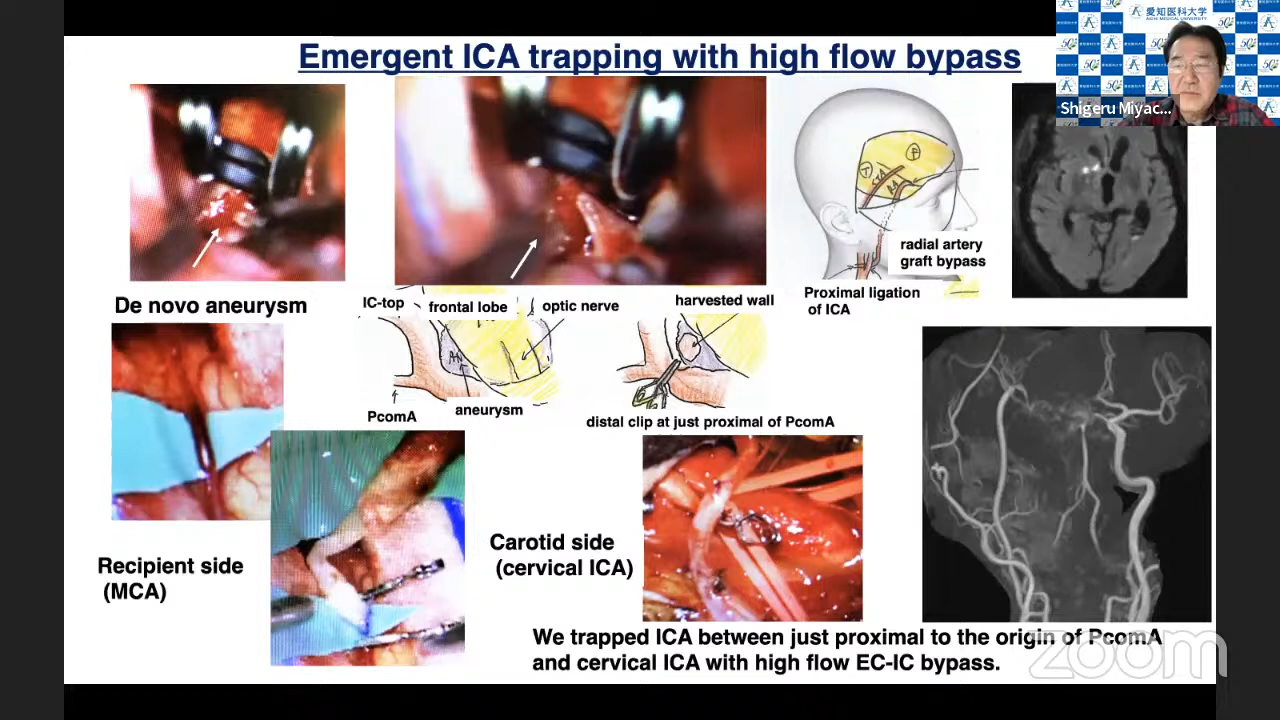 Emergent ICA trapping with high flow bypass
愛知医科大学
AICHI MEDICAL UNIVERSITY
Shigeru Miyac...
De novo aneurysm
IC-top
frontal lobe
optic nerve
harvested wall
radial artery
graft bypass
Proximal ligation
of ICA
PcomA
aneurysm
distal clip at just proximal of PcomA
Recipient side
(MCA)
Carotid side
(cervical ICA)
We trapped ICA between just proximal to the origin of PcomA
and cervical ICA with high flow EC-IC bypass.
zoom